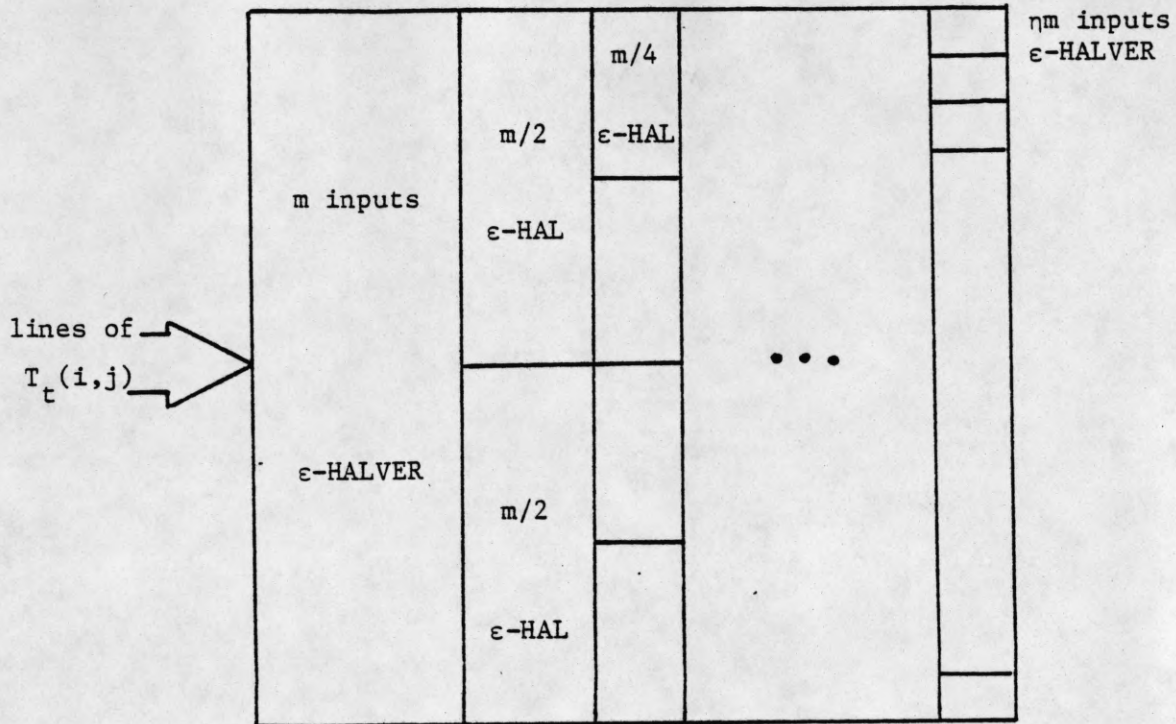 ηm inputs
ε-HALVER
m/4
m/2
ε-HAL
m inputs
ε-HAL
lines of
T_t(i,j)
...
ε-HALVER
m/2
ε-HAL